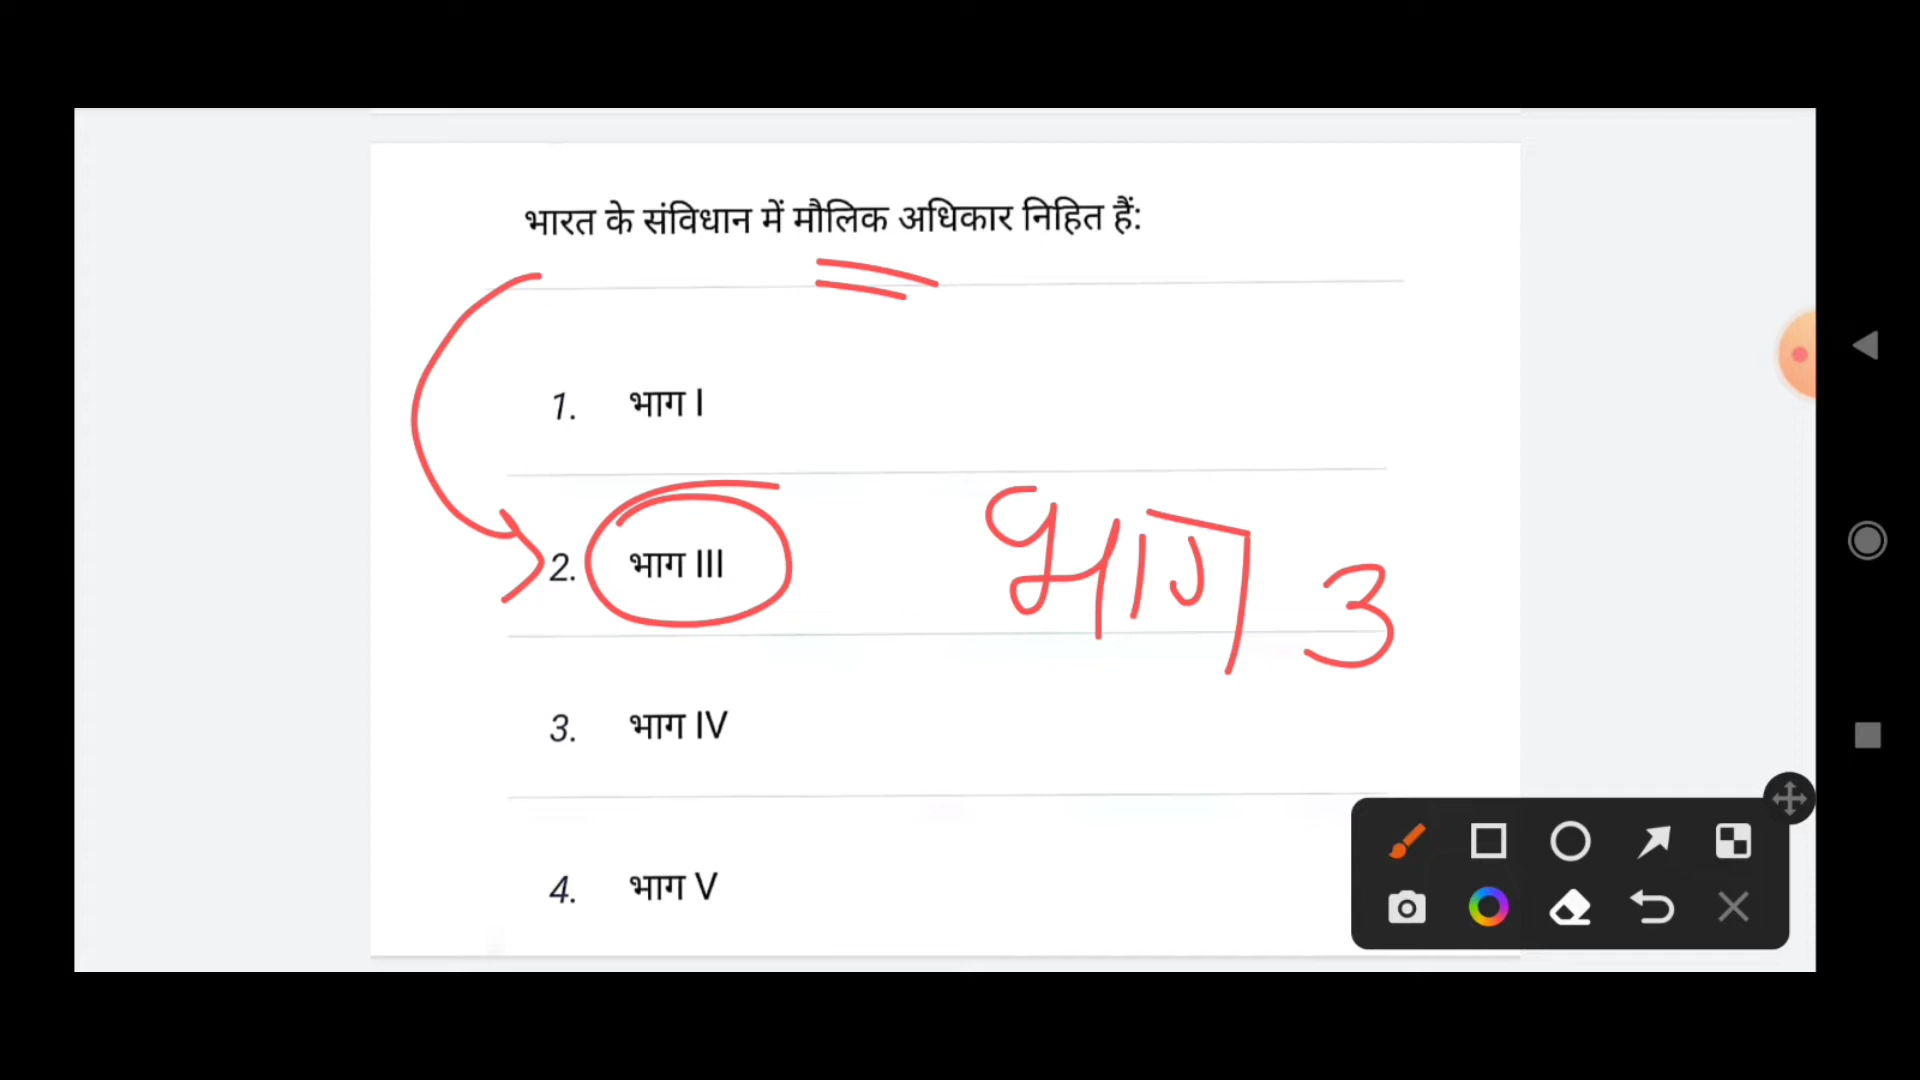 भारत के संविधान में मौलिक अधिकार निहित हैं:
1. भाग I
2. भाग III
भाग 3
3. भाग IV
4. भाग V